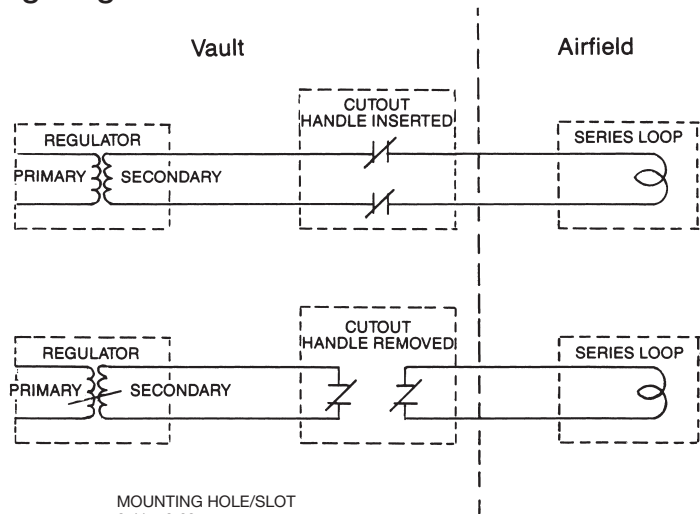 Vault
Airfield
CUTOUT
HANDLE INSERTED
REGULATOR
PRIMARY
SECONDARY
SERIES LOOP
CUTOUT
HANDLE REMOVED
REGULATOR
PRIMARY
SECONDARY
SERIES LOOP
MOUNTING HOLE/SLOT